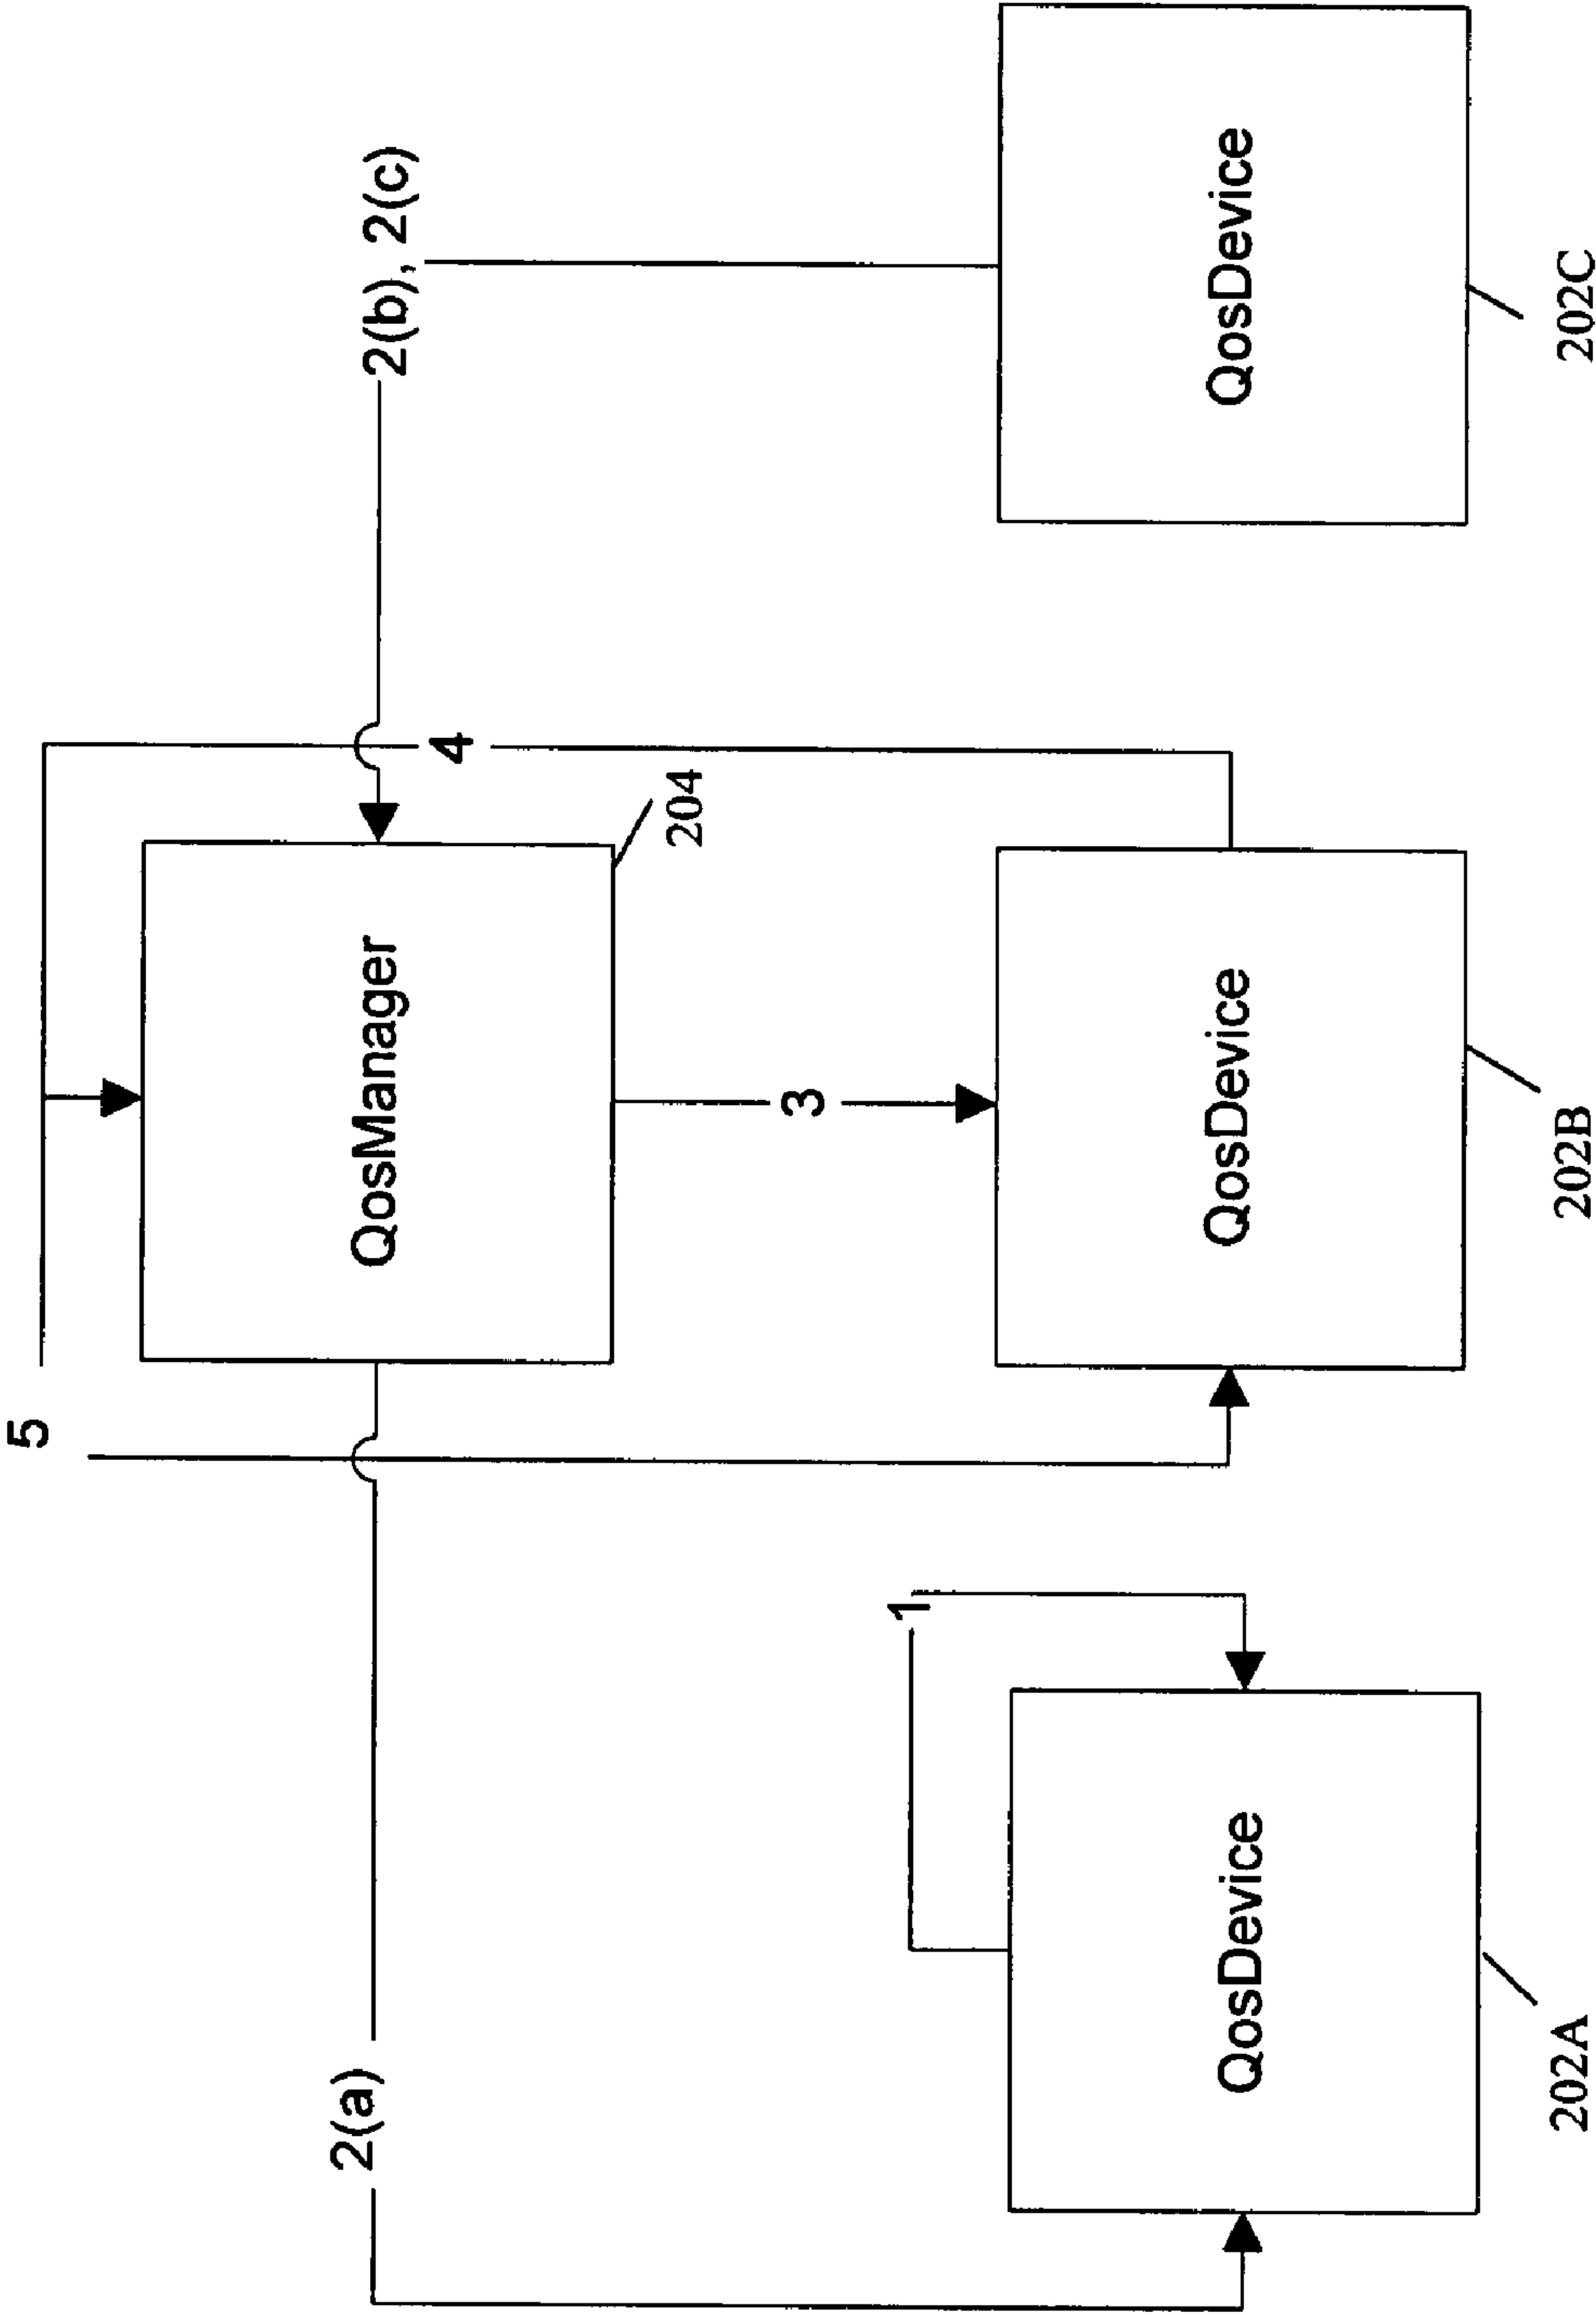 5
2(a)
QosManager
2(b), 2(c)
4
204
3
1
QosDevice
QosDevice
QosDevice
202A
202B
202C